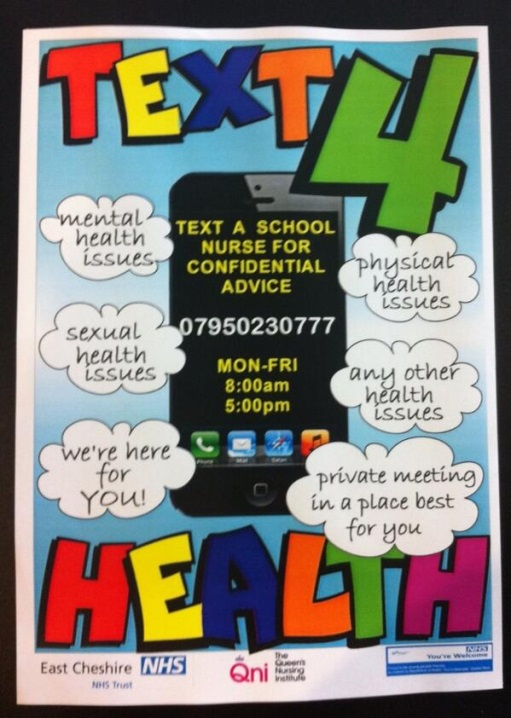 TEXT 4
mental
health
issues
TEXT A SCHOOL
NURSE FOR
CONFIDENTIAL
ADVICE
physical
health
issues
07950230777
sexual
health
issues
MON-FRI
8:00am
5:00pm
any other
health
issues
Phone Mail Safari
we're here
for
YOU!
private meeting
in a place best
for you
HEALTH
East Cheshire NHS
NHS Trust
Qni
The
Queen's
Nursing
Institute
NHS
You're Welcome